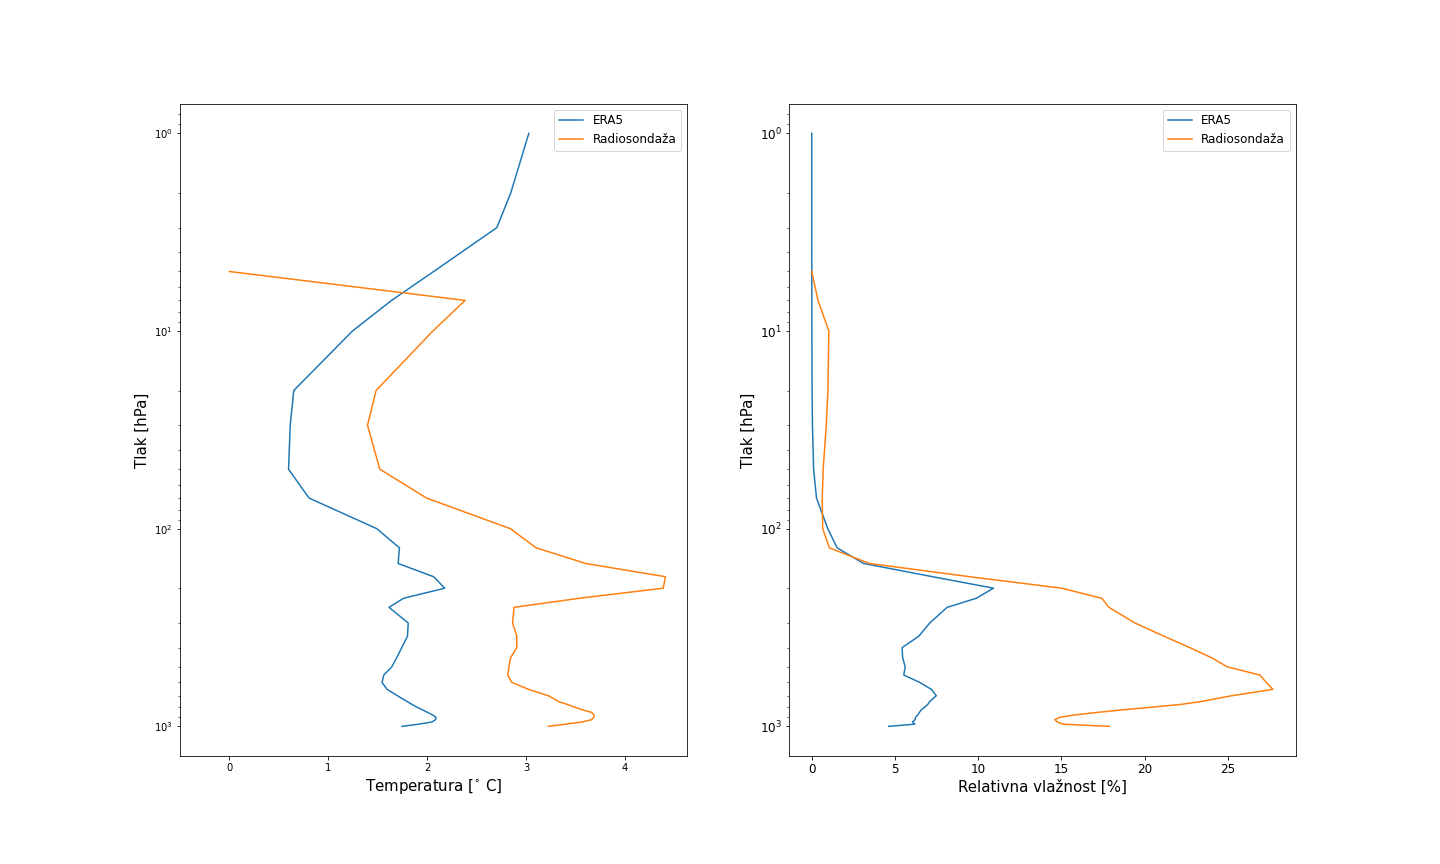 ERA5
Radiosondaža
10⁰
10¹
10²
10³
Tlak [hPa]
0 1 2 3 4
Temperatura [° C]
ERA5
Radiosondaža
10⁰
10¹
10²
10³
Tlak [hPa]
0 5 10 15 20 25
Relativna vlažnost [%]